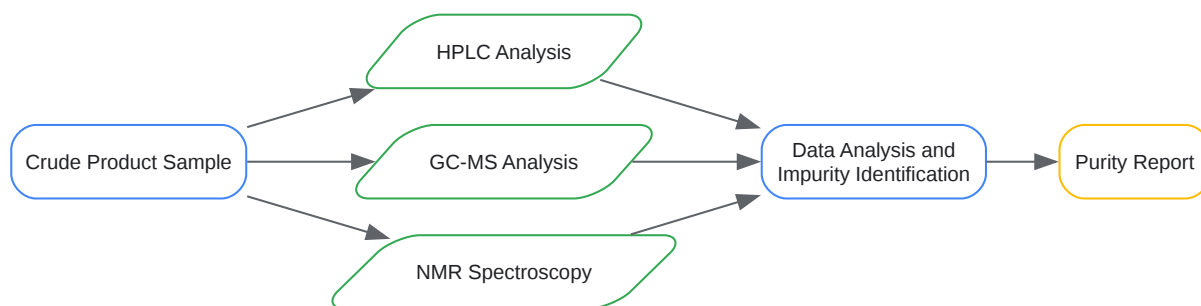 HPLC Analysis
Crude Product Sample
GC-MS Analysis
Data Analysis and
Impurity Identification
Purity Report
NMR Spectroscopy